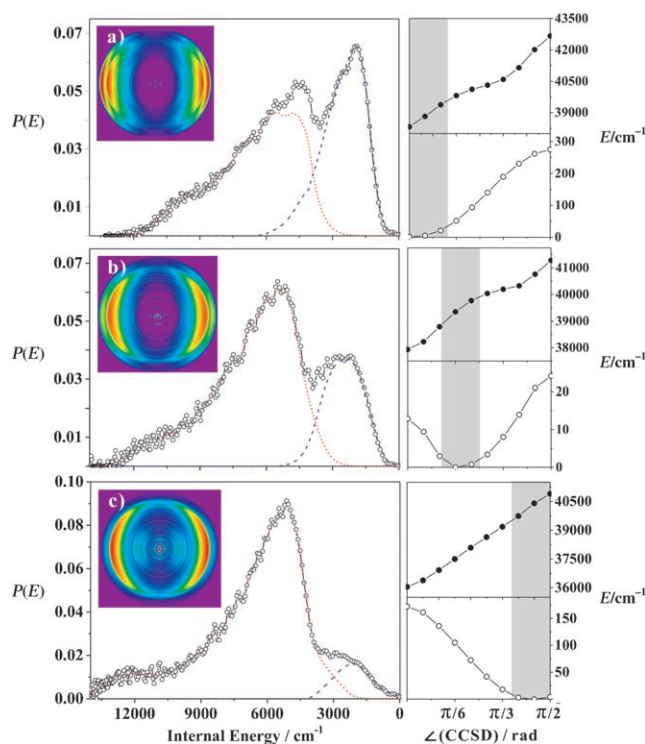 a)
0.07
0.05
P(E)
0.03
0.01
43500
42000
40500
39000
E/cm⁻¹
300
200
100
0
b)
0.07
0.05
P(E)
0.03
0.01
41000
40000
39000
38000
E/cm⁻¹
20
10
0
c)
0.10
0.08
0.06
P(E)
0.04
0.02
0.00
40500
39000
37500
36000
E/cm⁻¹
150
100
50
12000 9000 6000 3000 0
π/6 π/3 π/2
Internal Energy / cm⁻¹
∠(CCSD) / rad